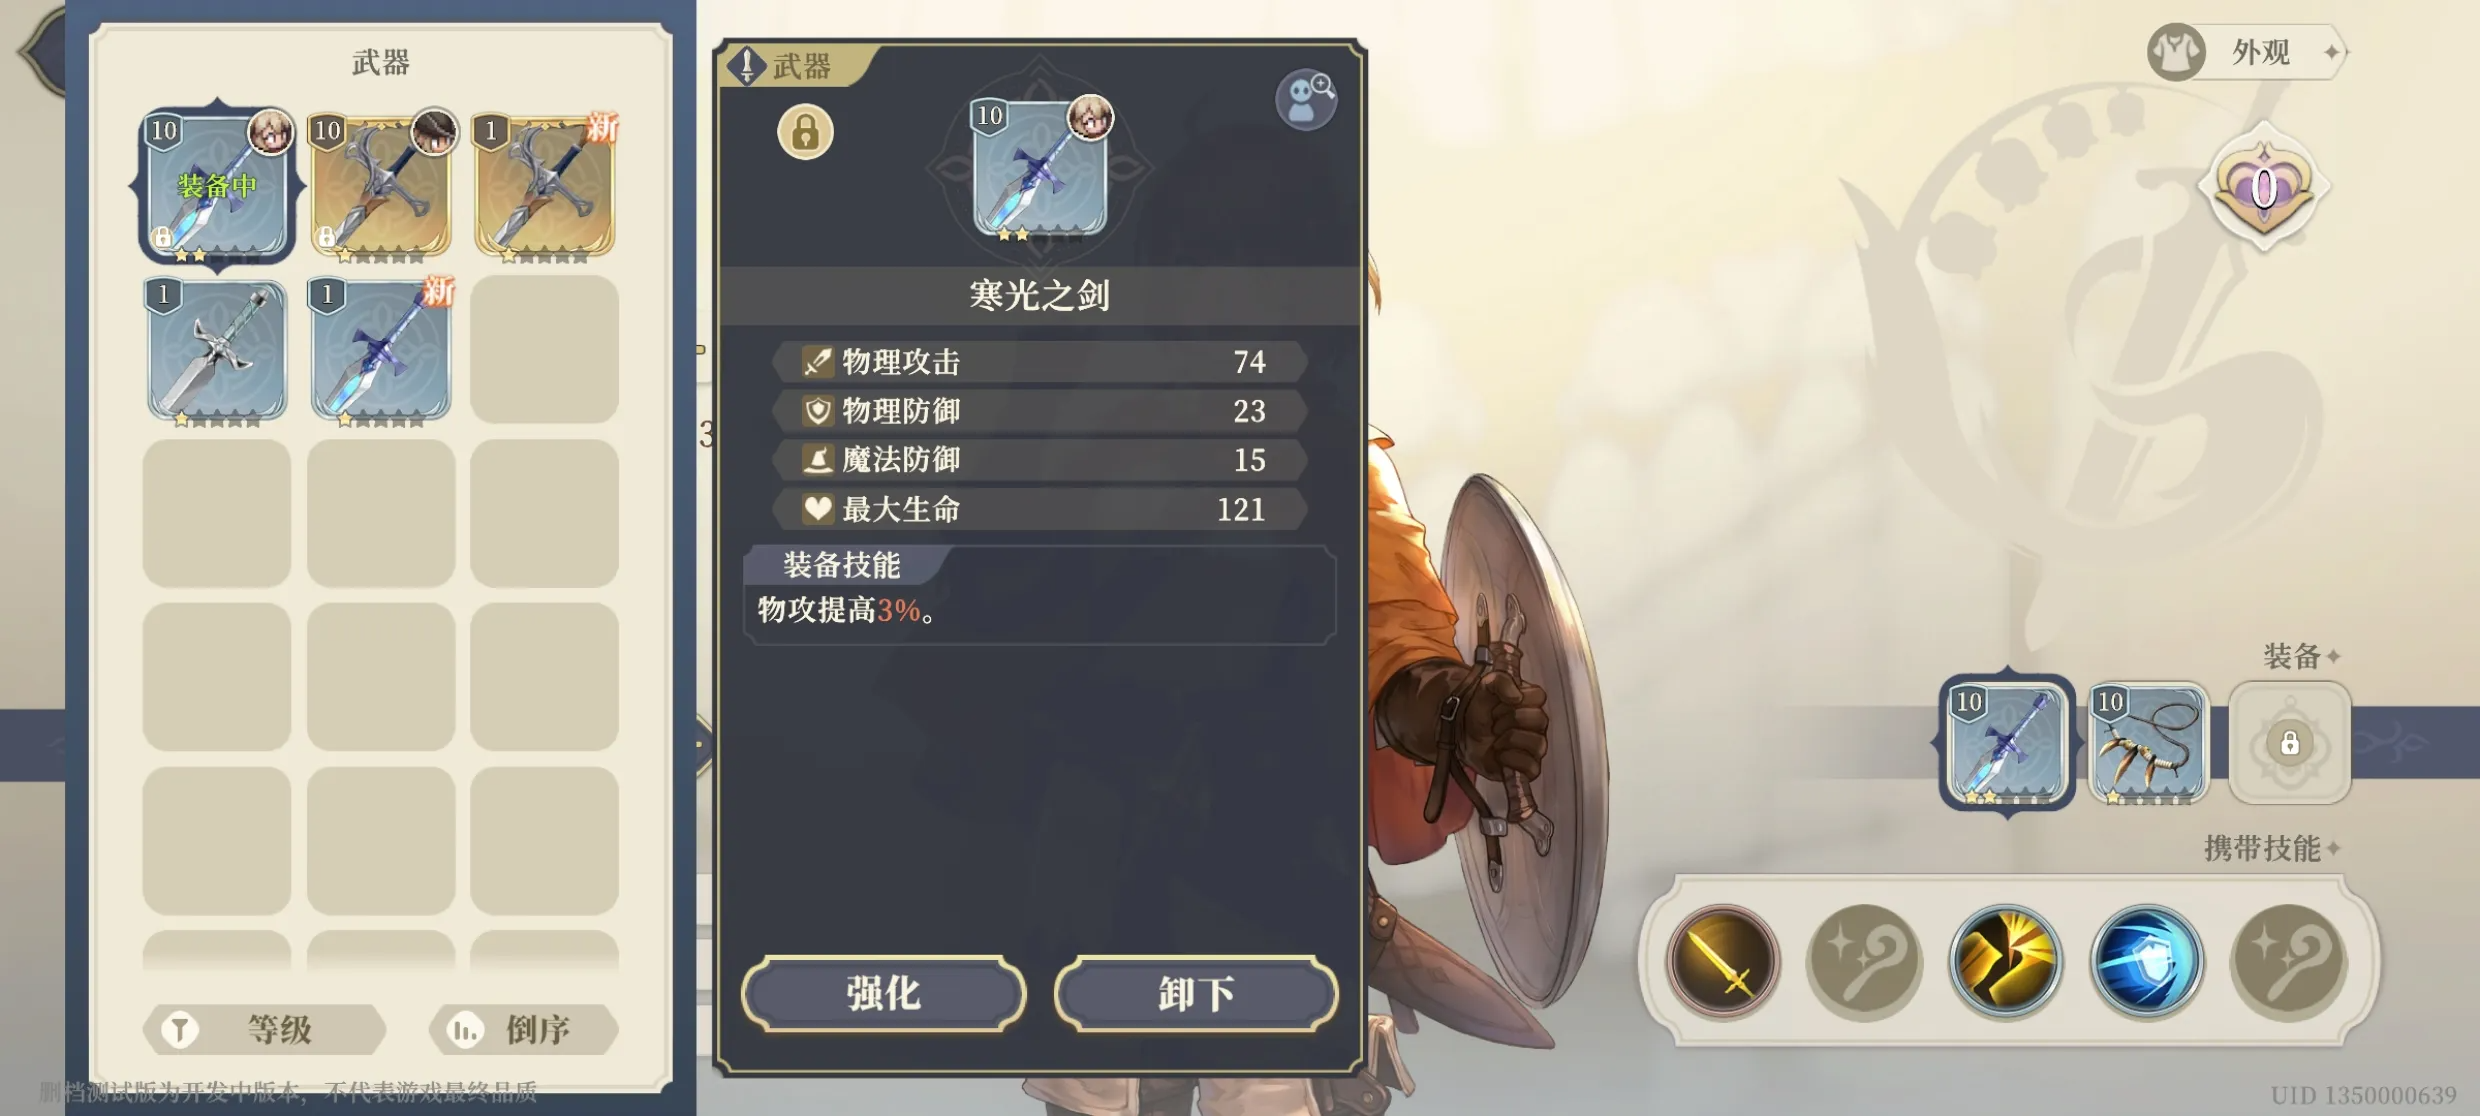 武器
10
10
1
新
装备中
1
1
新
等级
倒序
武器
10
寒光之剑
物理攻击 74
物理防御 23
魔法防御 15
最大生命 121
装备技能
物攻提高3%。
强化
卸下
3
外观
0
装备
10
10
携带技能
删档测试版为开发中版本，不代表游戏最终品质
UID 1350000639